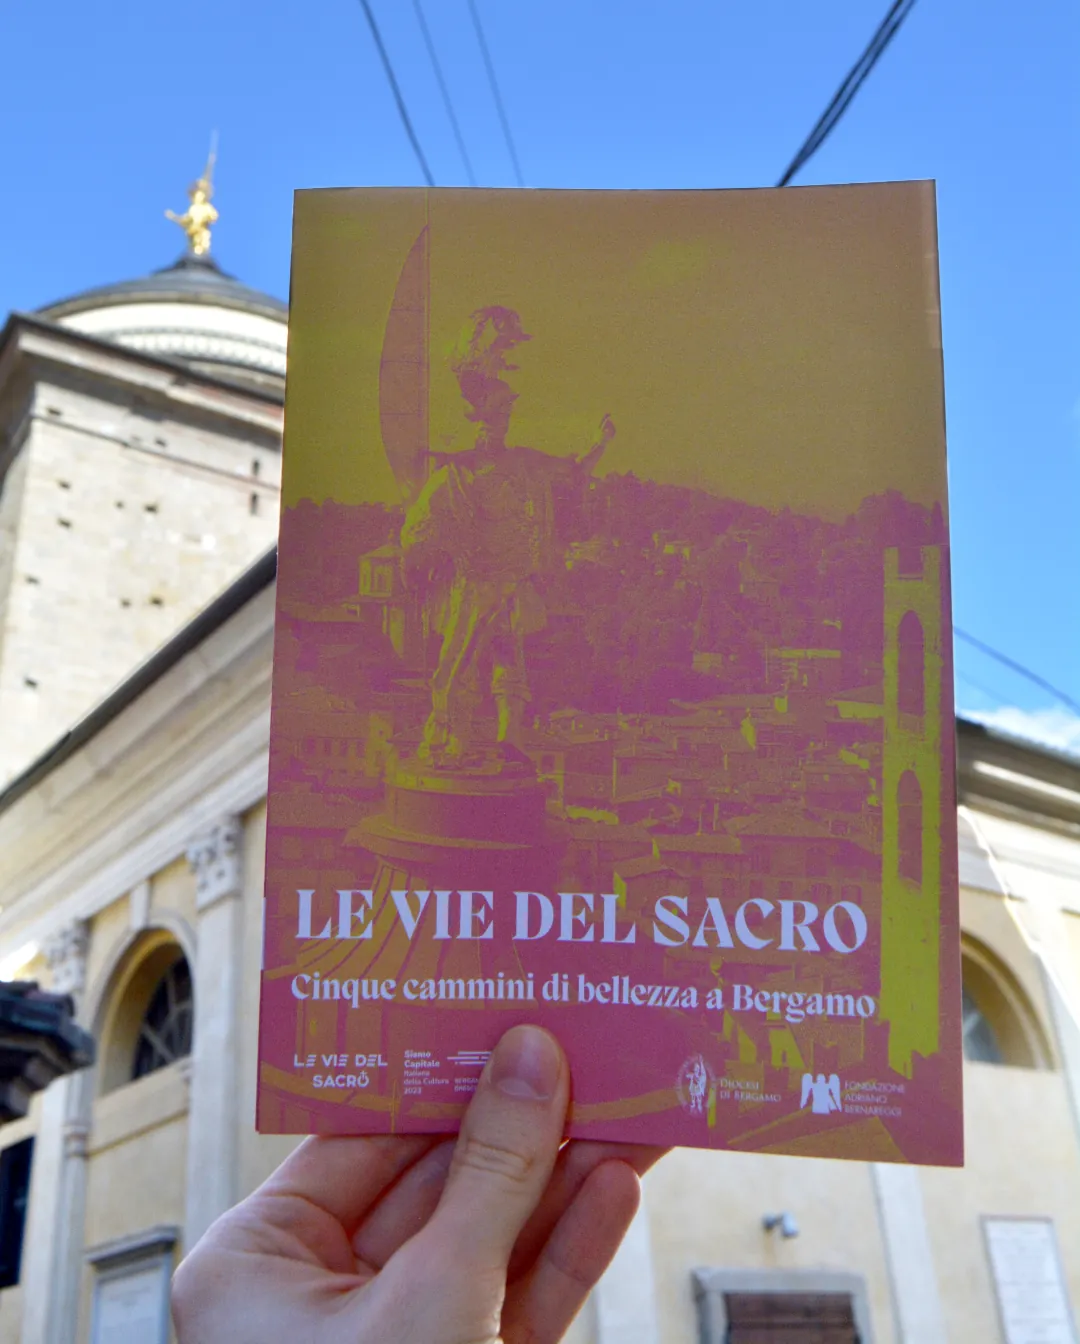 LE VIE DEL SACRO
Cinque cammini di bellezza a Bergamo
LE VIE DEL
SACRO
Siamo
Capitale
Italiana
della Cultura
2023
DIOCESI
DI BERGAMO
FONDAZIONE
ADRIANO
BERNAREGGI